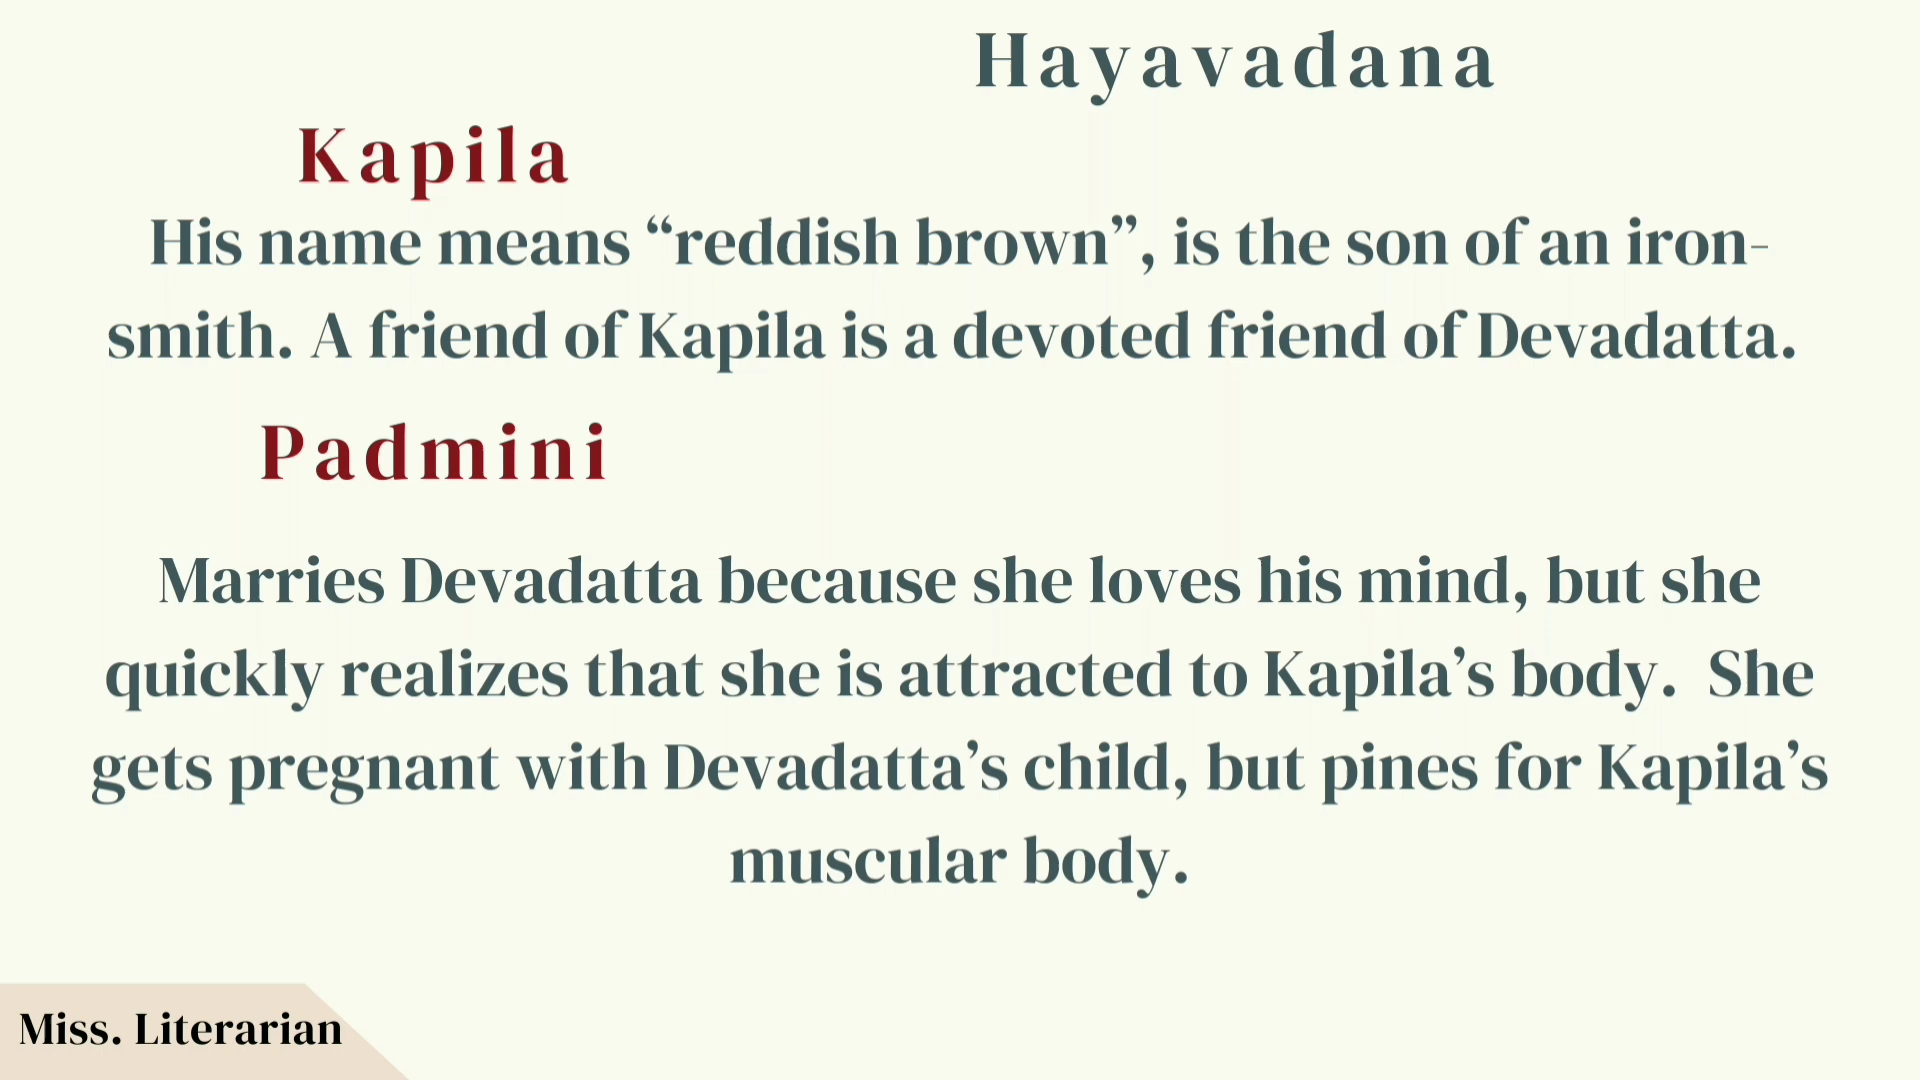 Hayavadana
Kapila
His name means “reddish brown”, is the son of an iron-
smith. A friend of Kapila is a devoted friend of Devadatta.
Padmini
Marries Devadatta because she loves his mind, but she
quickly realizes that she is attracted to Kapila’s body.  She
gets pregnant with Devadatta’s child, but pines for Kapila’s
muscular body.
Miss. Literarian